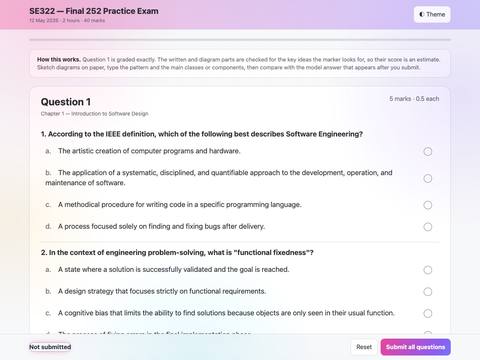 SE322 — Final 252 Practice Exam
12 May 2026 · 2 hours · 40 marks
Theme
How this works. Question 1 is graded exactly. The written and diagram parts are checked for the key ideas the marker looks for, so their score is an estimate.
Sketch diagrams on paper, type the pattern and the main classes or components, then compare with the model answer that appears after you submit.
Question 1
5 marks · 0.5 each
Chapter 1 — Introduction to Software Design
1. According to the IEEE definition, which of the following best describes Software Engineering?
a. The artistic creation of computer programs and hardware.
b. The application of a systematic, disciplined, and quantifiable approach to the development, operation, and
maintenance of software.
c. A methodical procedure for writing code in a specific programming language.
d. A process focused solely on finding and fixing bugs after delivery.
2. In the context of engineering problem-solving, what is "functional fixedness"?
a. A state where a solution is successfully validated and the goal is reached.
b. A design strategy that focuses strictly on functional requirements.
c. A cognitive bias that limits the ability to find solutions because objects are only seen in their usual function.
Not submitted
Reset
Submit all questions